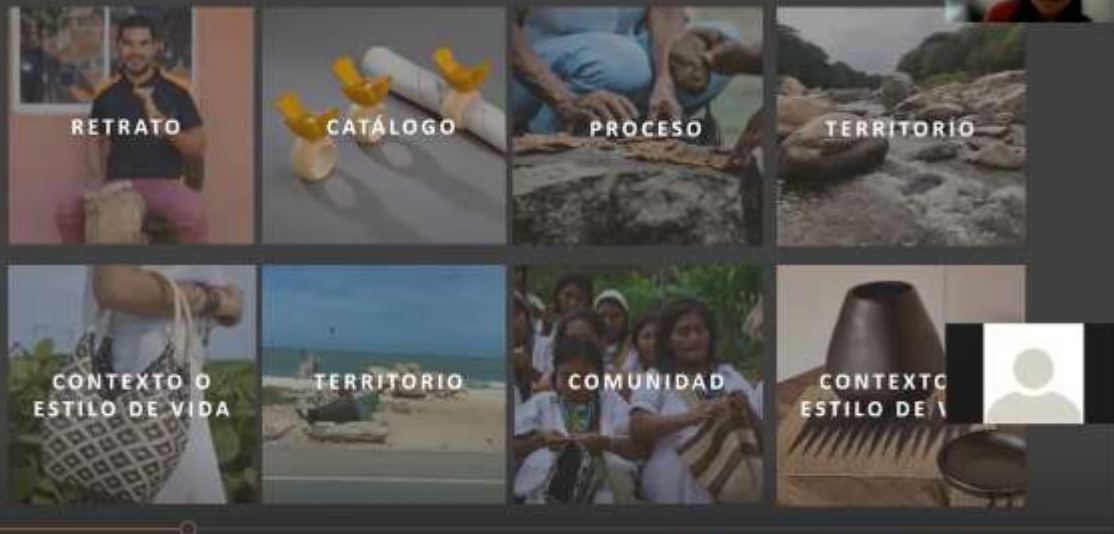 RETRATO
CATÁLOGO
PROCESO
TERRITORIO
CONTEXTO O
ESTILO DE VIDA
TERRITORIO
COMUNIDAD
CONTEXTO
ESTILO DE